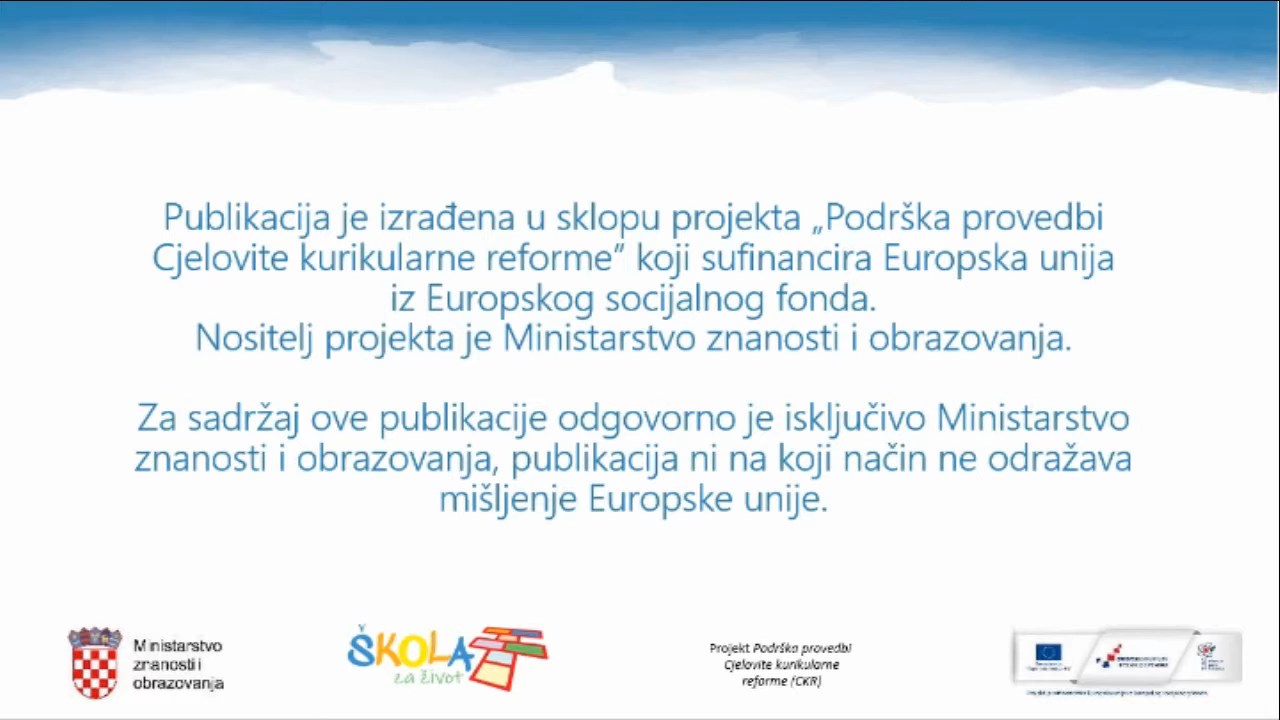 Publikacija je izrađena u sklopu projekta „Podrška provedbi
Cjelovite kurikularne reforme” koji sufinancira Europska unija
iz Europskog socijalnog fonda.
Nositelj projekta je Ministarstvo znanosti i obrazovanja.
Za sadržaj ove publikacije odgovorno je isključivo Ministarstvo
znanosti i obrazovanja, publikacija ni na koji način ne odražava
mišljenje Europske unije.
Ministarstvo
znanosti i
obrazovanja
ŠKOLA
za život
Projekt Podrška provedbi
Cjelovite kurikularne
reforme (CKR)